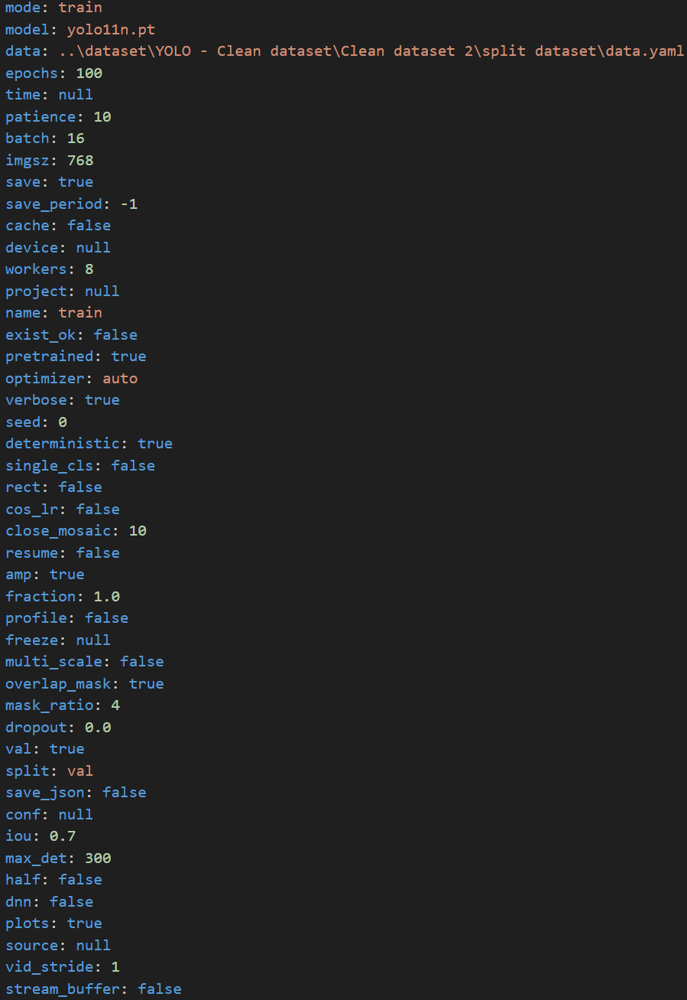 mode: train
model: yolo11n.pt
data: ..\dataset\YOLO - Clean dataset\Clean dataset 2\split dataset\data.yaml
epochs: 100
time: null
patience: 10
batch: 16
imgsz: 768
save: true
save_period: -1
cache: false
device: null
workers: 8
project: null
name: train
exist_ok: false
pretrained: true
optimizer: auto
verbose: true
seed: 0
deterministic: true
single_cls: false
rect: false
cos_lr: false
close_mosaic: 10
resume: false
amp: true
fraction: 1.0
profile: false
freeze: null
multi_scale: false
overlap_mask: true
mask_ratio: 4
dropout: 0.0
val: true
split: val
save_json: false
conf: null
iou: 0.7
max_det: 300
half: false
dnn: false
plots: true
source: null
vid_stride: 1
stream_buffer: false